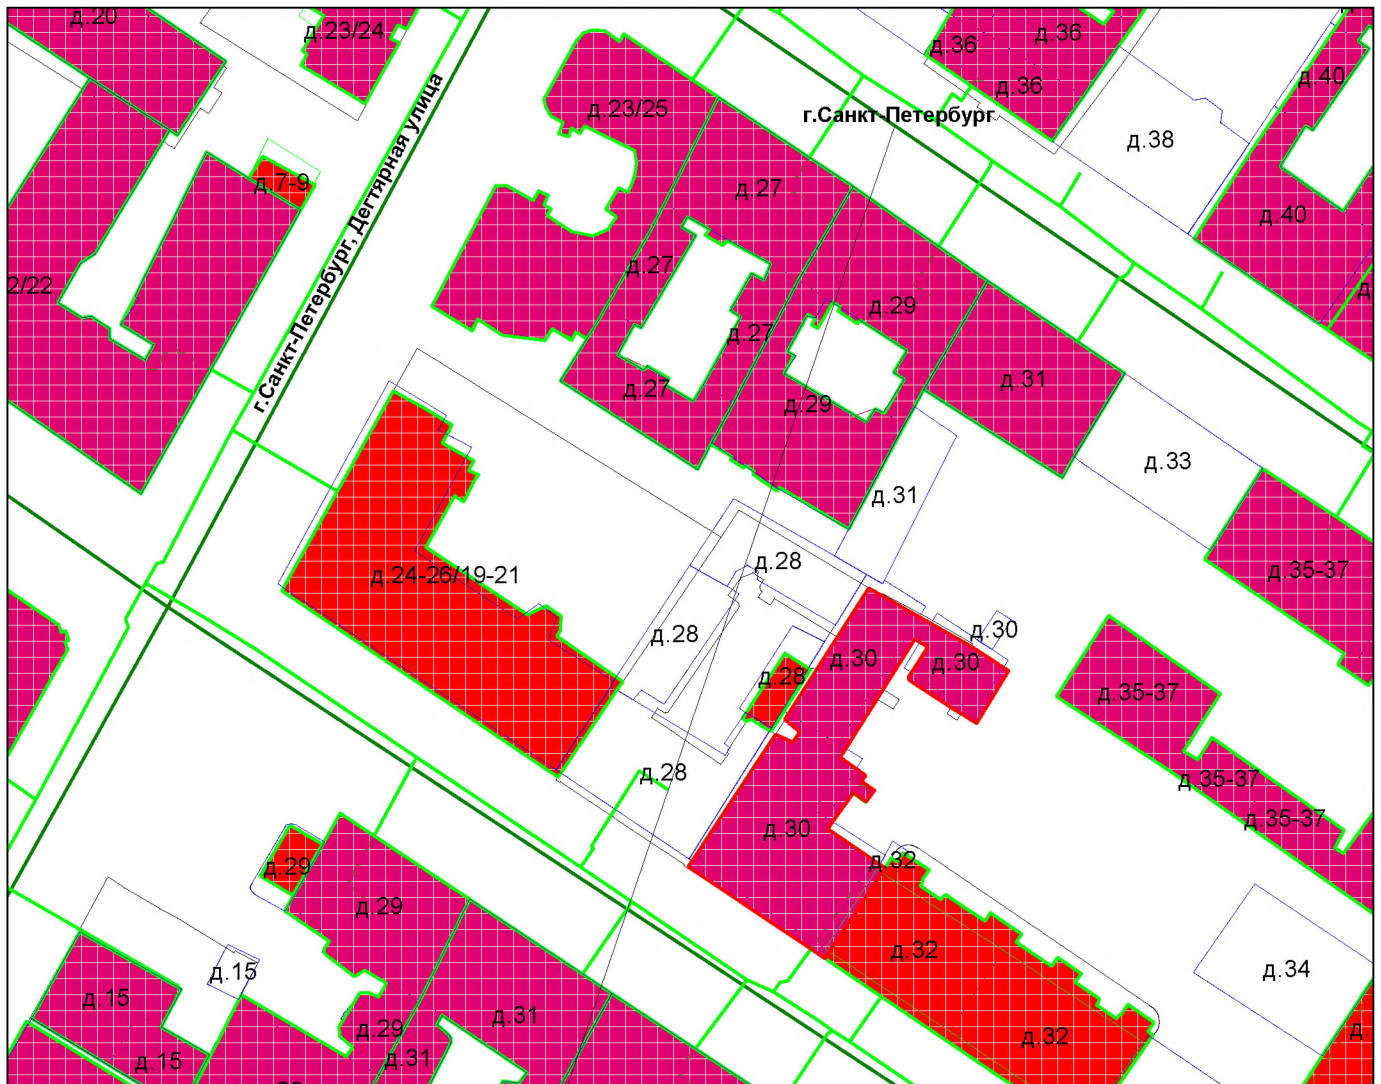 д.20
д.23/24
д.36
д.36
д.36
д.40
д.23/25
г.Санкт-Петербург
д.38
д.7-9
д.27
д.40
г.Санкт-Петербург, Дегтярная улица
д.27
2/22
д.29
д.27
д.27
д.31
д.29
д.33
д.31
д.28
д.24-26/19-21
д.35-37
д.28
д.30
д.30
д.30
д.28
д.35-37
д.28
д.35-37
д.35-37
д.30
д.32
д.29
д.29
д.32
д.15
д.34
д.15
д.31
д.29
д.32
д.31
д.15